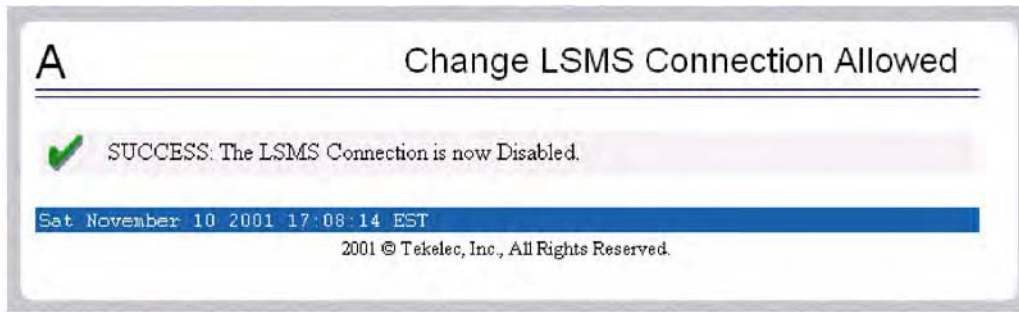 A
Change LSMS Connection Allowed
SUCCESS: The LSMS Connection is now Disabled.
Sat November 10 2001 17:08:14 EST
2001 © Tekelec, Inc., All Rights Reserved.